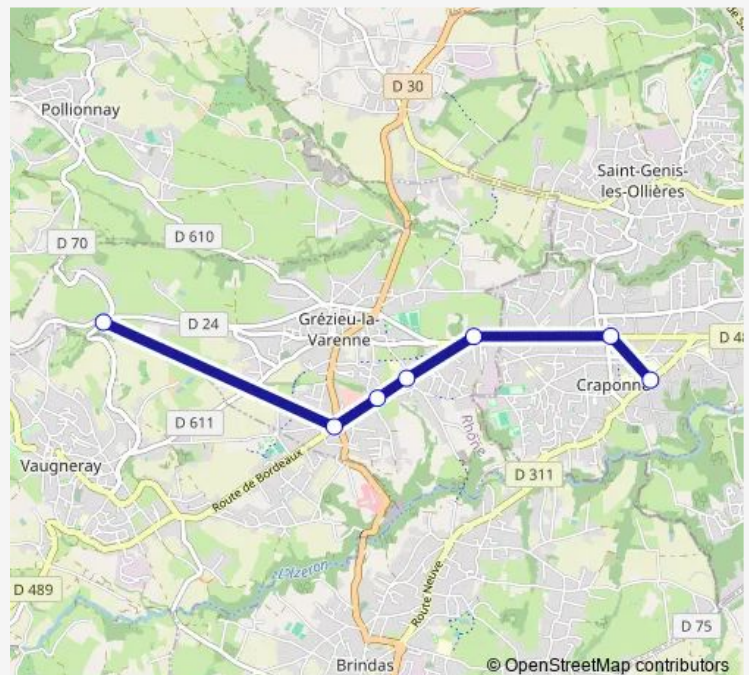 D 30
Pollionnay
Saint-Genis-
les-Ollières
D 70
D 610
D 24
Grézieu-la-
Varenne
Craponne
D 611
Rhône
Vaugneray
Route de Bordeaux
D 311
L'Yzeron
D 489
Route Neuve
D 75
Brindas
© OpenStreetMap contributors